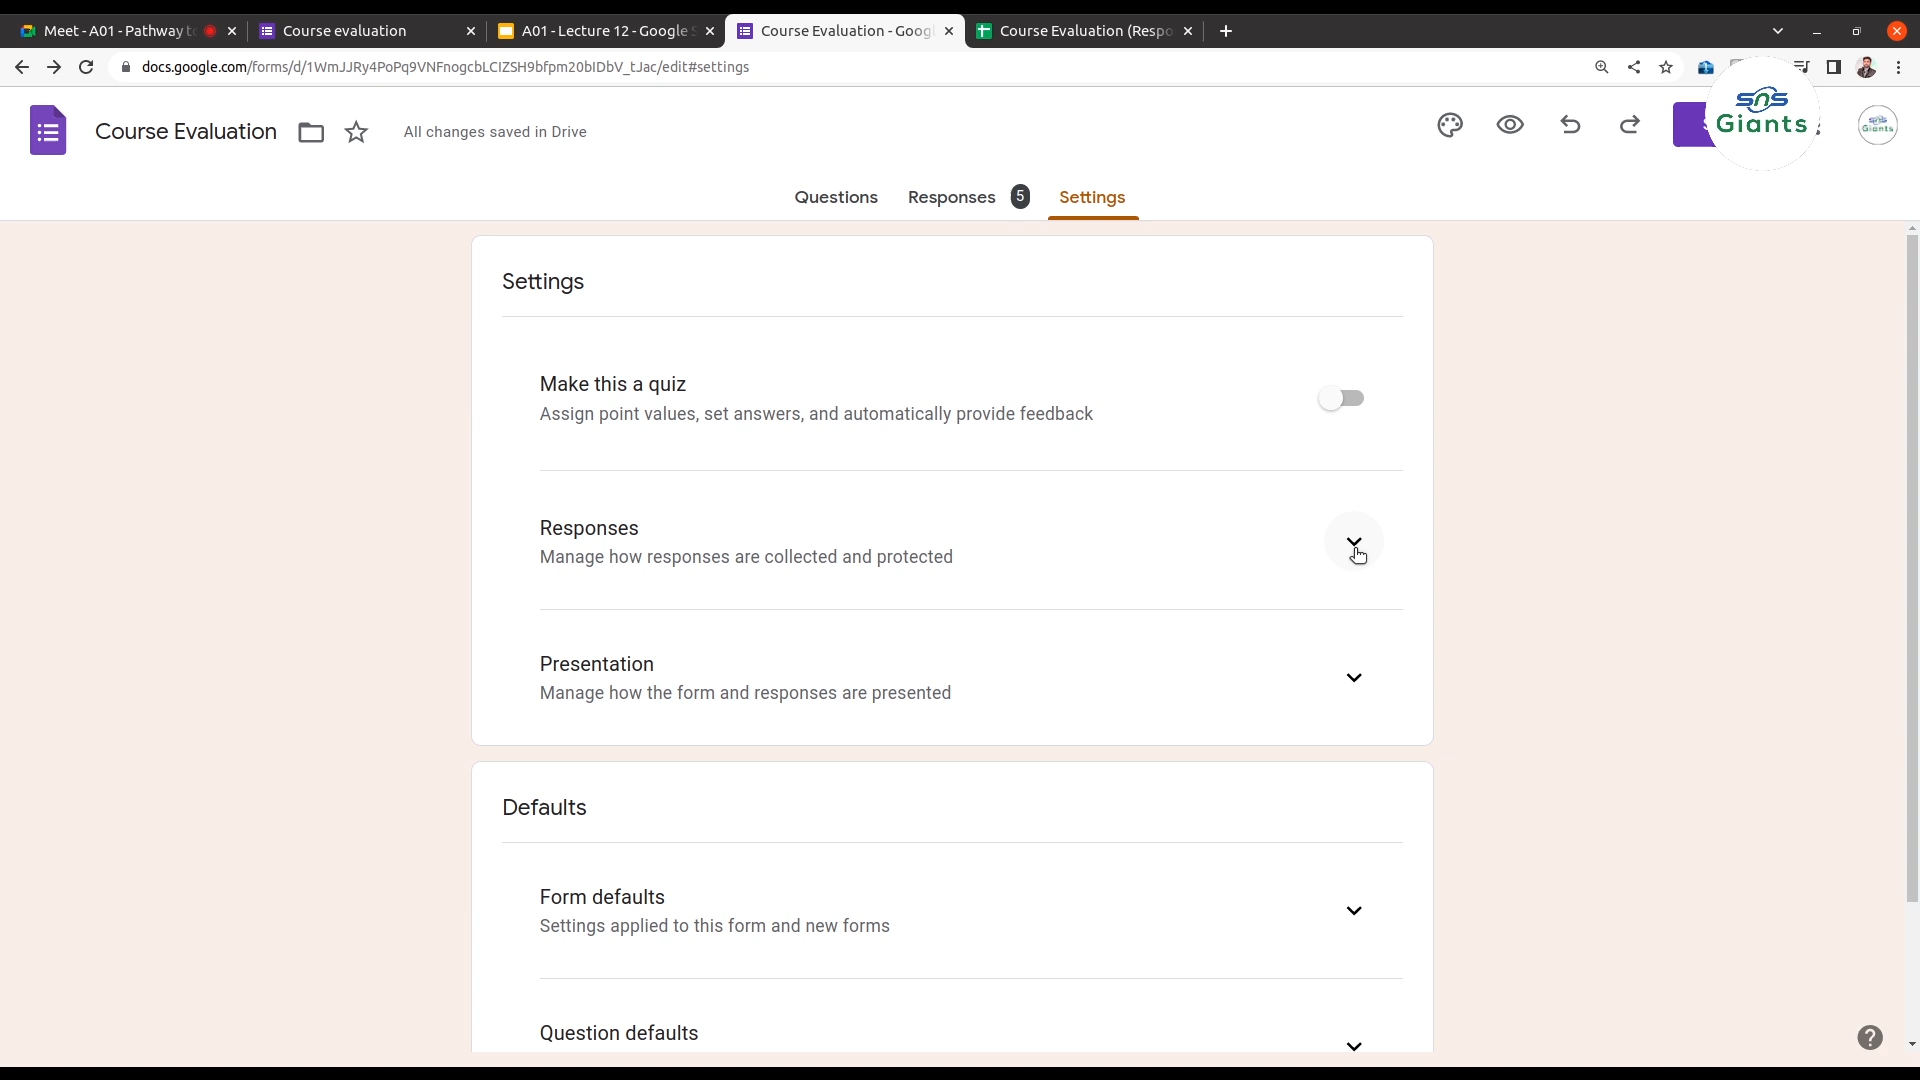 Meet - A01 - Pathway t
Course evaluation
A01 - Lecture 12 - Google S
Course Evaluation - Goog
Course Evaluation (Respo
docs.google.com/forms/d/1WmJJRy4PoPq9VNFnogcbLCIZSH9bfpm20bIDbV_tJac/edit#settings
Course Evaluation
All changes saved in Drive
sns
Giants
sns
Giants
Questions
Responses 5
Settings
Settings
Make this a quiz
Assign point values, set answers, and automatically provide feedback
Responses
Manage how responses are collected and protected
Presentation
Manage how the form and responses are presented
Defaults
Form defaults
Settings applied to this form and new forms
Question defaults